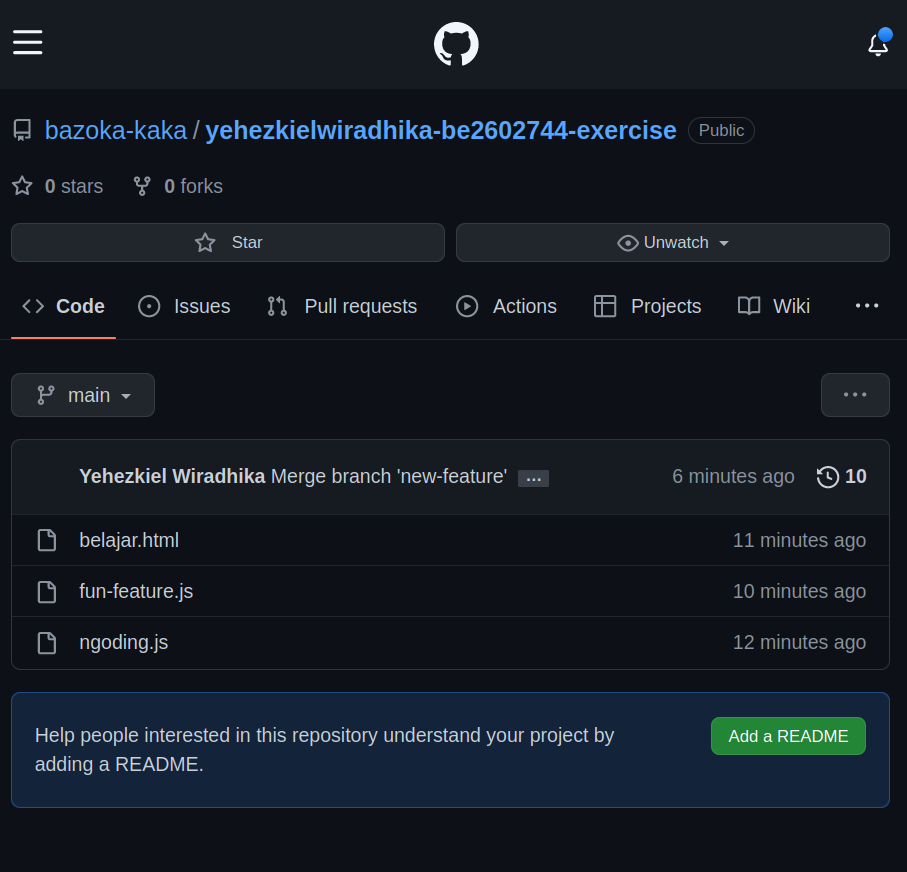 bazoka-kaka / yehezkielwiradhika-be2602744-exercise Public
0 stars 0 forks
Star Unwatch
Code Issues Pull requests Actions Projects Wiki ...
main ...
Yehezkiel Wiradhika Merge branch 'new-feature' ... 6 minutes ago 10
belajar.html 11 minutes ago
fun-feature.js 10 minutes ago
ngoding.js 12 minutes ago
Help people interested in this repository understand your project by
adding a README.
Add a README